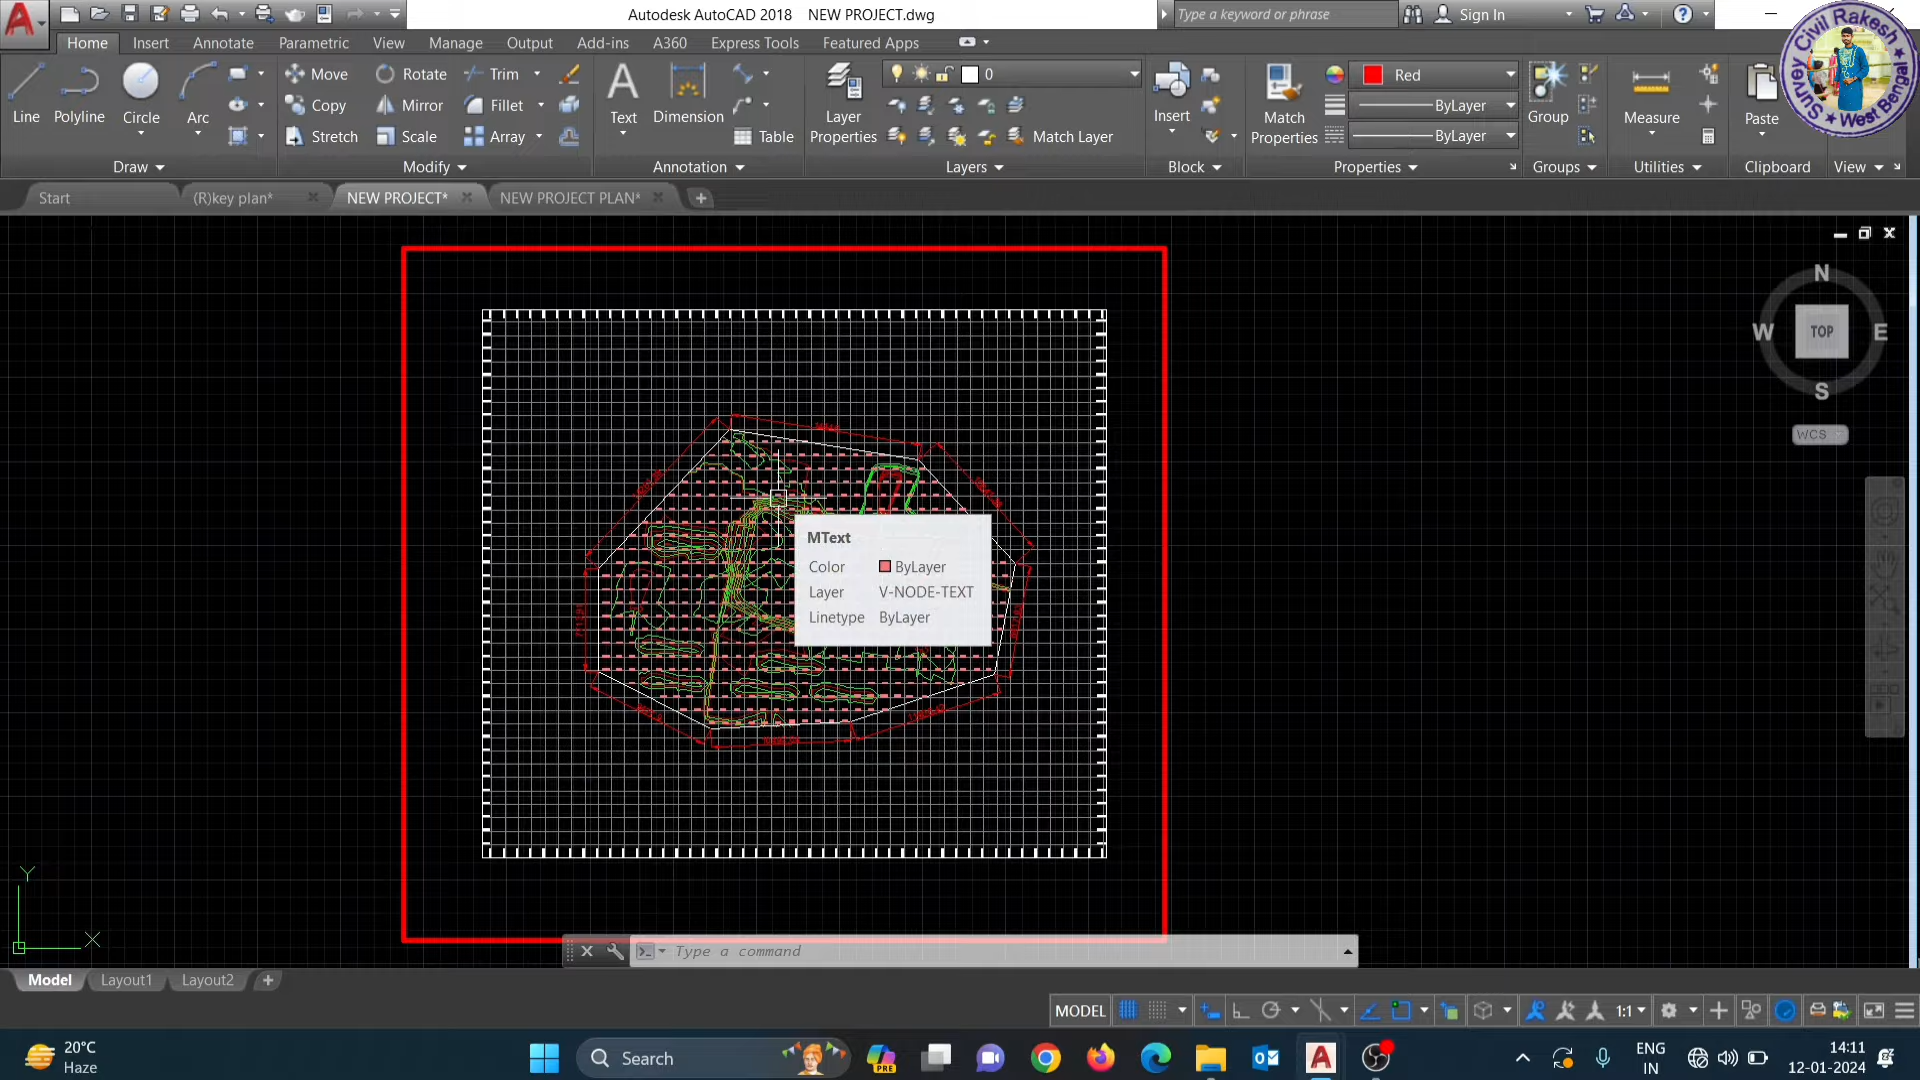 Autodesk AutoCAD 2018 NEW PROJECT.dwg
Type a keyword or phrase
Sign In
Home Insert Annotate Parametric View Manage Output Add-ins A360 Express Tools Featured Apps
Line Polyline Circle Arc
Move Rotate Trim
Copy Mirror Fillet
Stretch Scale Array
Text Dimension Table
Layer Properties
0
Match Layer
Insert
Match Properties
Red
ByLayer
ByLayer
Group
Measure
Paste
Draw Modify Annotation Layers Block Properties Groups Utilities Clipboard View
Survey Civil Rakesh
West Bengal
Start (R)key plan* NEW PROJECT* NEW PROJECT PLAN*
N
W TOP E
S
WCS
MText
Color ByLayer
Layer V-NODE-TEXT
Linetype ByLayer
Y
X
Type a command
Model Layout1 Layout2
MODEL 1:1
20°C
Haze
Search
PRE
ENG
IN
14:11
12-01-2024